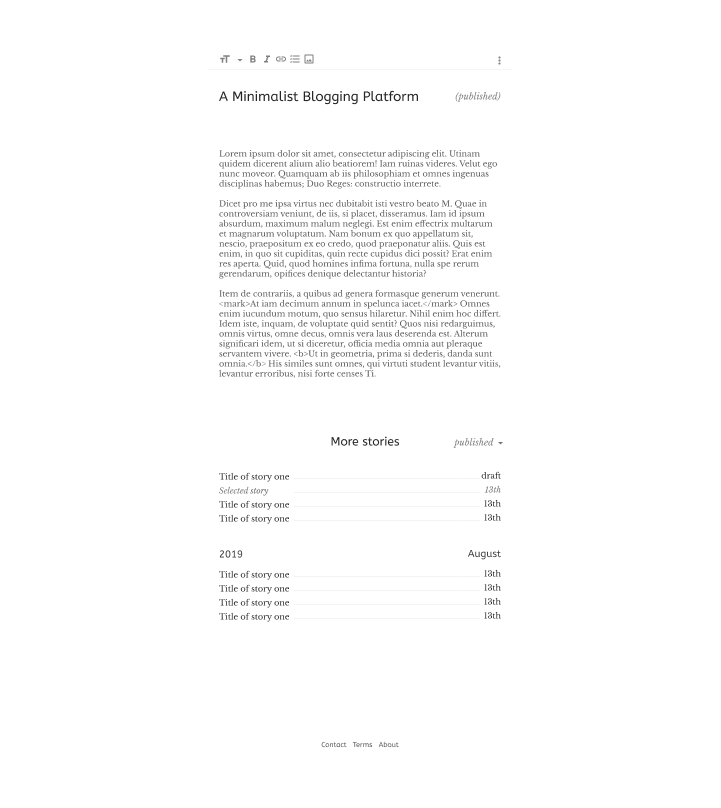 A Minimalist Blogging Platform (published)
Lorem ipsum dolor sit amet, consectetur adipiscing elit. Utinam
quidem dicerent alium alio beatiorem! Iam ruinas videres. Velut ego
nunc moveor. Quamquam ab iis philosophiam et omnes ingenuas
disciplinas habemus; Duo Reges: constructio interrete.
Dicet pro me ipsa virtus nec dubitabit isti vestro beato M. Quae in
controversiam veniunt, de iis, si placet, disseramus. Iam id ipsum
absurdum, maximum malum neglegi. Est enim effectrix multarum
et magnarum voluptatum. Nam bonum ex quo appellatum sit,
nescio, praepositum ex eo credo, quod praeponatur aliis. Quis est
enim, in quo sit cupiditas, quin recte cupidus dici possit? Erat enim
res aperta. Quid, quod homines infima fortuna, nulla spe rerum
gerendarum, opifices denique delectantur historia?
Item de contrariis, a quibus ad genera formasque generum venerunt.
<mark>At iam decimum annum in spelunca iacet.</mark> Omnes
enim iucundum motum, quo sensus hilaretur. Nihil enim hoc differt.
Idem iste, inquam, de voluptate quid sentit? Quos nisi redarguimus,
omnis virtus, omne decus, omnis vera laus deserenda est. Alterum
significari idem, ut si diceretur, officia media omnia aut pleraque
servantem vivere. <b>Ut in geometria, prima si dederis, danda sunt
omnia.</b> His similes sunt omnes, qui virtuti student levantur vitiis,
levantur erroribus, nisi forte censes Ti.
More stories published
Title of story one draft
Selected story 13th
Title of story one 13th
Title of story one 13th
2019 August
Title of story one 13th
Title of story one 13th
Title of story one 13th
Title of story one 13th
Contact Terms About